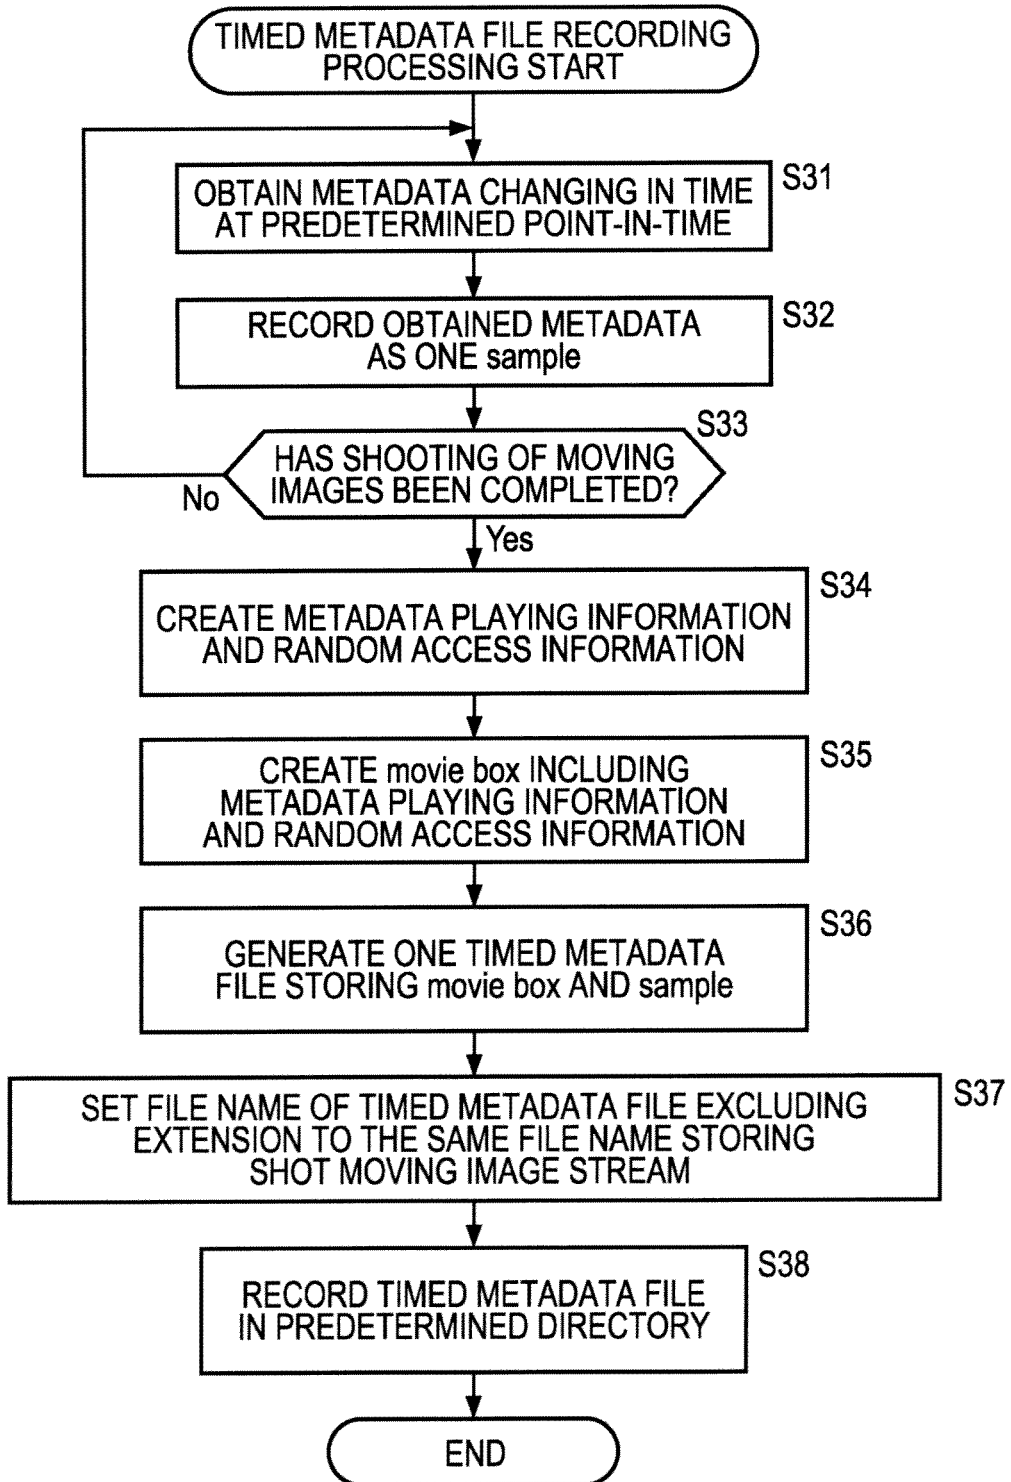 TIMED METADATA FILE RECORDING
PROCESSING START
OBTAIN METADATA CHANGING IN TIME
AT PREDETERMINED POINT-IN-TIME
S31
RECORD OBTAINED METADATA
AS ONE sample
S32
HAS SHOOTING OF MOVING
IMAGES BEEN COMPLETED?
S33
No
Yes
CREATE METADATA PLAYING INFORMATION
AND RANDOM ACCESS INFORMATION
S34
CREATE movie box INCLUDING
METADATA PLAYING INFORMATION
AND RANDOM ACCESS INFORMATION
S35
GENERATE ONE TIMED METADATA
FILE STORING movie box AND sample
S36
SET FILE NAME OF TIMED METADATA FILE EXCLUDING
EXTENSION TO THE SAME FILE NAME STORING
SHOT MOVING IMAGE STREAM
S37
RECORD TIMED METADATA FILE
IN PREDETERMINED DIRECTORY
S38
END